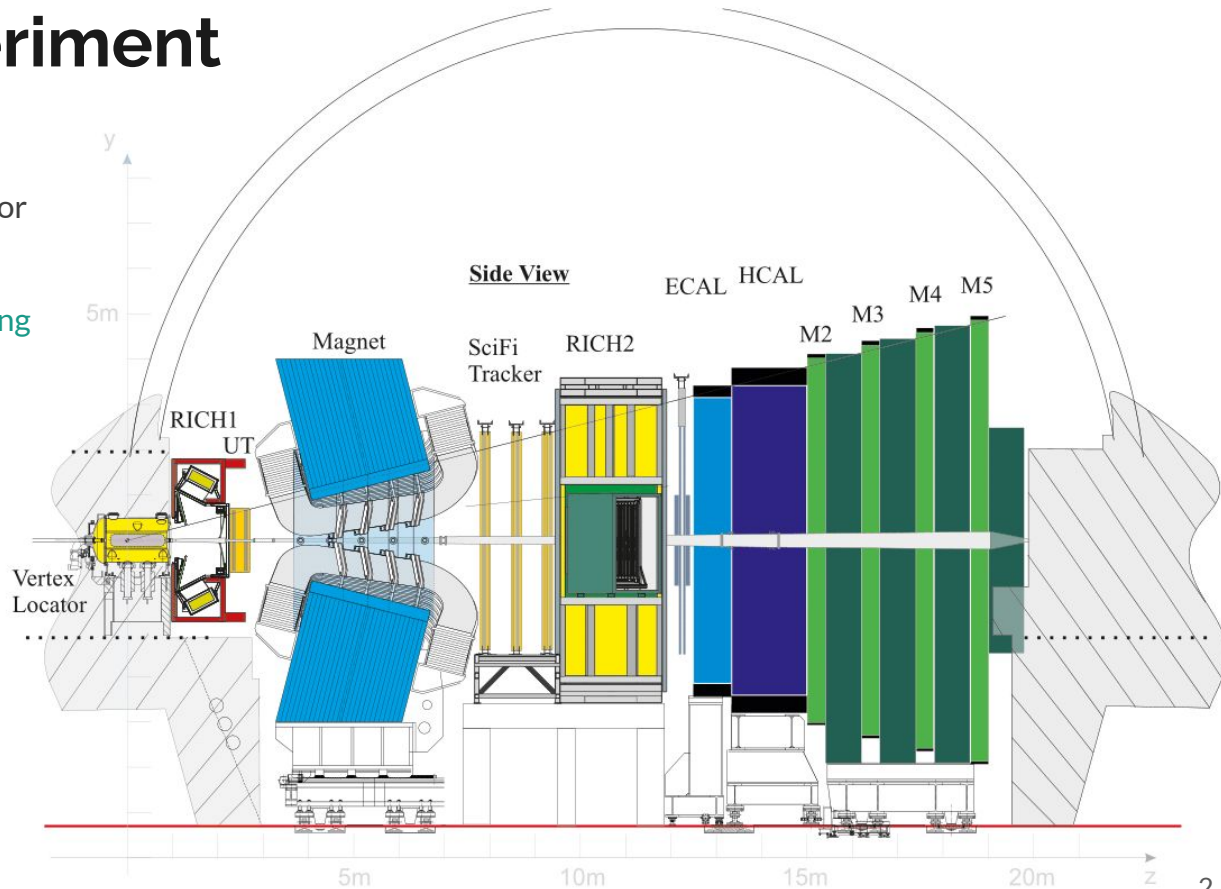 eriment
y
or
ng
5m
Side View
ECAL
HCAL
M2
M3
M4
M5
Magnet
SciFi
Tracker
RICH2
RICH1
UT
Vertex
Locator
5m
10m
15m
20m
z
2